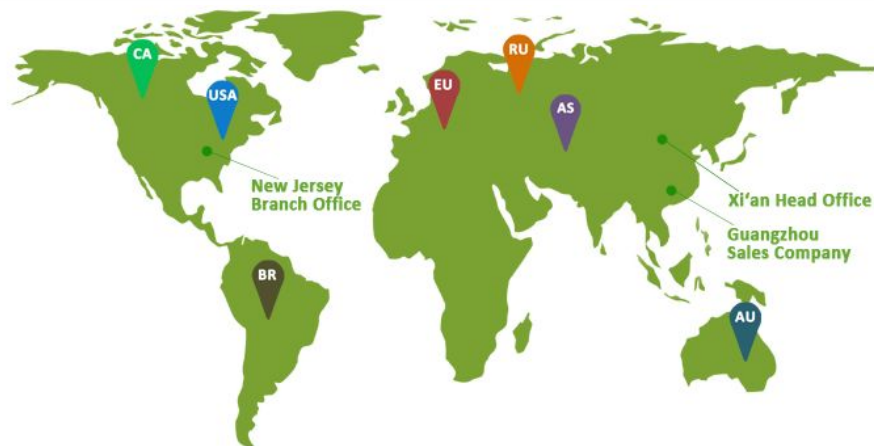 CA
RU
USA
EU
AS
New Jersey
Branch Office
Xi'an Head Office
Guangzhou
Sales Company
BR
AU